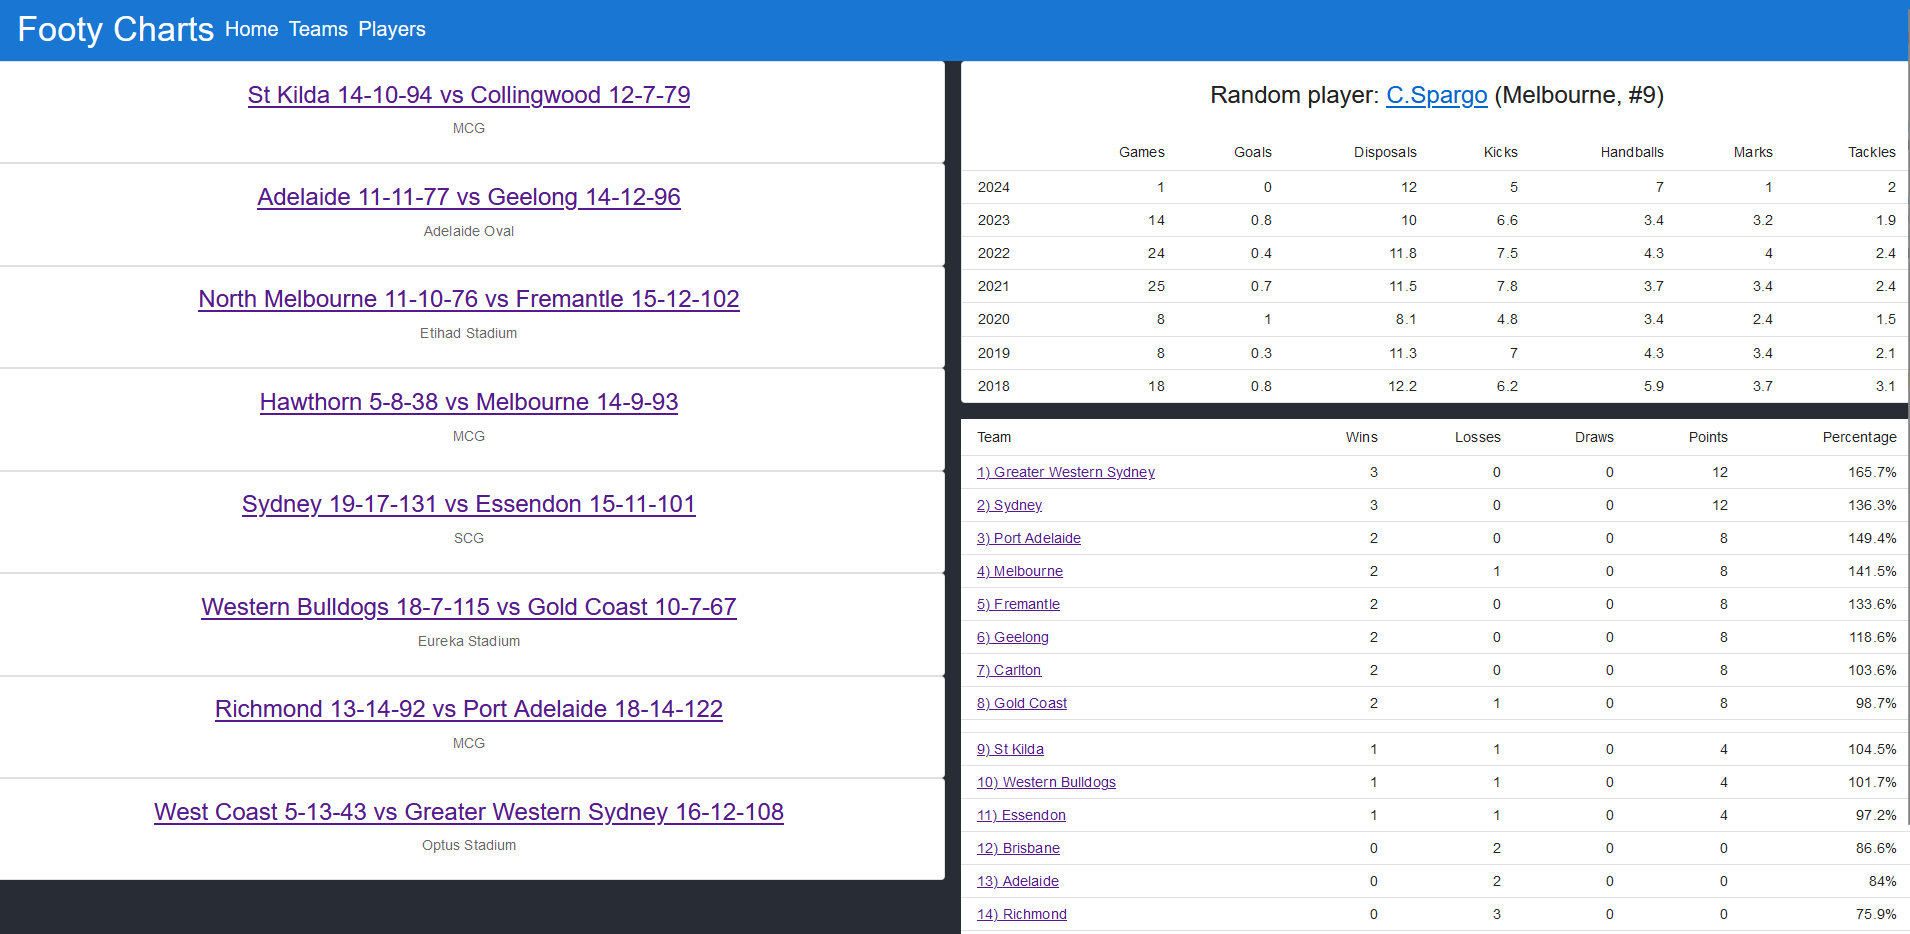 Footy Charts Home Teams Players
St Kilda 14-10-94 vs Collingwood 12-7-79
MCG
Adelaide 11-11-77 vs Geelong 14-12-96
Adelaide Oval
North Melbourne 11-10-76 vs Fremantle 15-12-102
Etihad Stadium
Hawthorn 5-8-38 vs Melbourne 14-9-93
MCG
Sydney 19-17-131 vs Essendon 15-11-101
SCG
Western Bulldogs 18-7-115 vs Gold Coast 10-7-67
Eureka Stadium
Richmond 13-14-92 vs Port Adelaide 18-14-122
MCG
West Coast 5-13-43 vs Greater Western Sydney 16-12-108
Optus Stadium
Random player: C.Spargo (Melbourne, #9)
Games Goals Disposals Kicks Handballs Marks Tackles
2024 1 0 12 5 7 1 2
2023 14 0.8 10 6.6 3.4 3.2 1.9
2022 24 0.4 11.8 7.5 4.3 4 2.4
2021 25 0.7 11.5 7.8 3.7 3.4 2.4
2020 8 1 8.1 4.8 3.4 2.4 1.5
2019 8 0.3 11.3 7 4.3 3.4 2.1
2018 18 0.8 12.2 6.2 5.9 3.7 3.1
Team Wins Losses Draws Points Percentage
1) Greater Western Sydney 3 0 0 12 165.7%
2) Sydney 3 0 0 12 136.3%
3) Port Adelaide 2 0 0 8 149.4%
4) Melbourne 2 1 0 8 141.5%
5) Fremantle 2 0 0 8 133.6%
6) Geelong 2 0 0 8 118.6%
7) Carlton 2 0 0 8 103.6%
8) Gold Coast 2 1 0 8 98.7%
9) St Kilda 1 1 0 4 104.5%
10) Western Bulldogs 1 1 0 4 101.7%
11) Essendon 1 1 0 4 97.2%
12) Brisbane 0 2 0 0 86.6%
13) Adelaide 0 2 0 0 84%
14) Richmond 0 3 0 0 75.9%